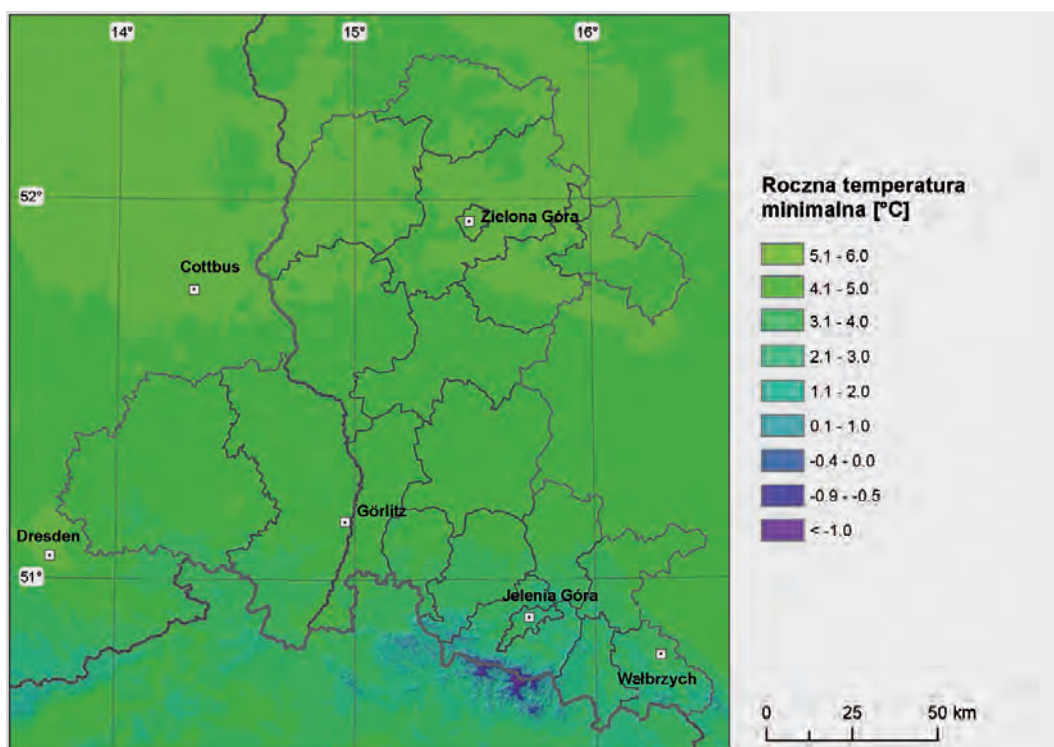 14° 15° 16°
52°
Zielona Góra
Cottbus
Görlitz
Dresden
51°
Jelenia Góra
Wałbrzych
Roczna temperatura
minimalna [°C]
5.1 - 6.0
4.1 - 5.0
3.1 - 4.0
2.1 - 3.0
1.1 - 2.0
0.1 - 1.0
-0.4 - 0.0
-0.9 - -0.5
< -1.0
0 25 50 km